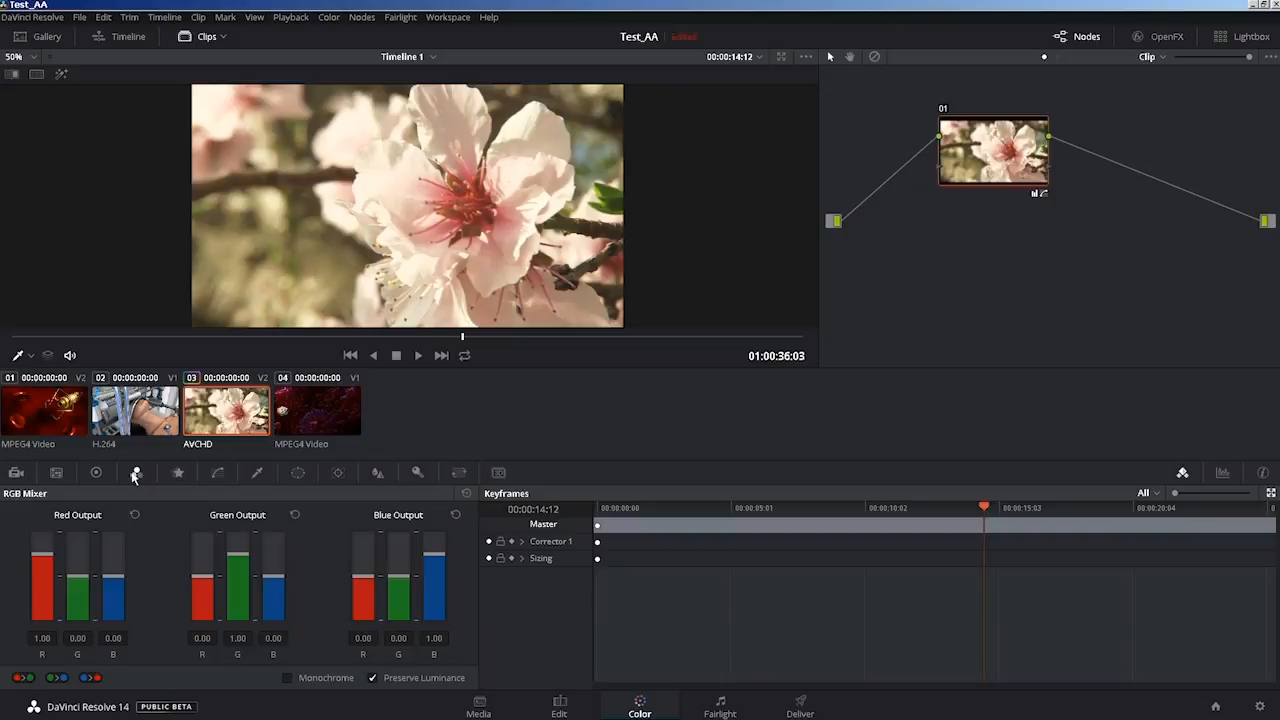 Test_AA
DaVinci Resolve File Edit Trim Timeline Clip Mark View Playback Color Nodes Fairlight Workspace Help
Gallery Timeline Clips Test_AA Edited Nodes OpenFX Lightbox
50% Timeline 1 00:00:14:12 Clip
01
01:00:36:03
01 00:00:00:00 V2 02 00:00:00:00 V1 03 00:00:00:00 V2 04 00:00:00:00 V1
MPEG4 Video H.264 AVCHD MPEG4 Video
RGB Mixer Keyframes All
Red Output Green Output Blue Output
00:00:14:12 00:00:00:00 00:00:05:01 00:00:10:02 00:00:15:03 00:00:20:04 0
Master
Corrector 1
Sizing
1.00 0.00 0.00 0.00 1.00 0.00 0.00 0.00 1.00
R G B R G B R G B
Monochrome Preserve Luminance
DaVinci Resolve 14 PUBLIC BETA Media Edit Color Fairlight Deliver